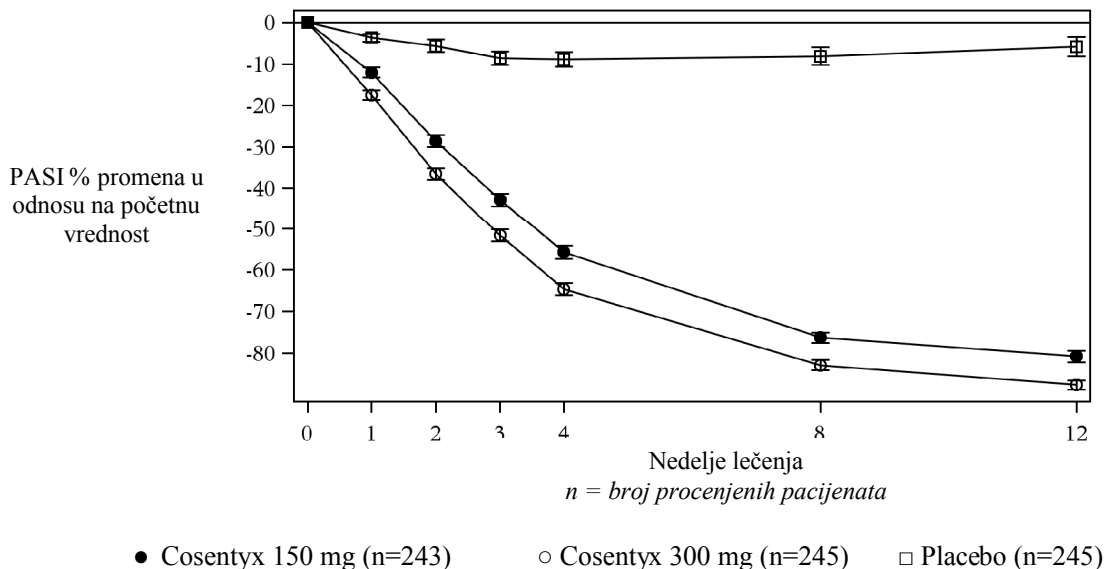 0
-10
-20
-30
-40
-50
-60
-70
-80
PASI % promena u
odnosu na početnu
vrednost
0 1 2 3 4 8 12
Nedelje lečenja
n = broj procenjenih pacijenata
● Cosentyx 150 mg (n=243) ○ Cosentyx 300 mg (n=245) □ Placebo (n=245)